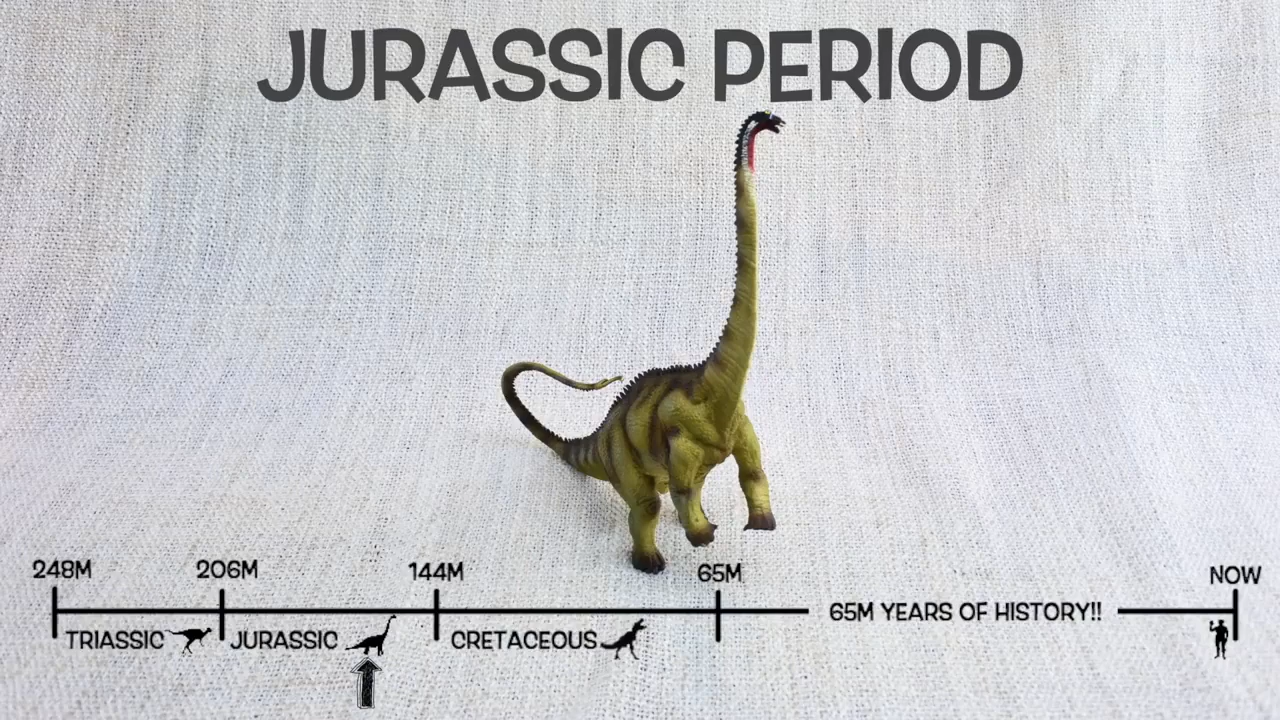 JURASSIC PERIOD
248M 206M 144M 65M NOW
65M YEARS OF HISTORY!!
TRIASSIC JURASSIC CRETACEOUS